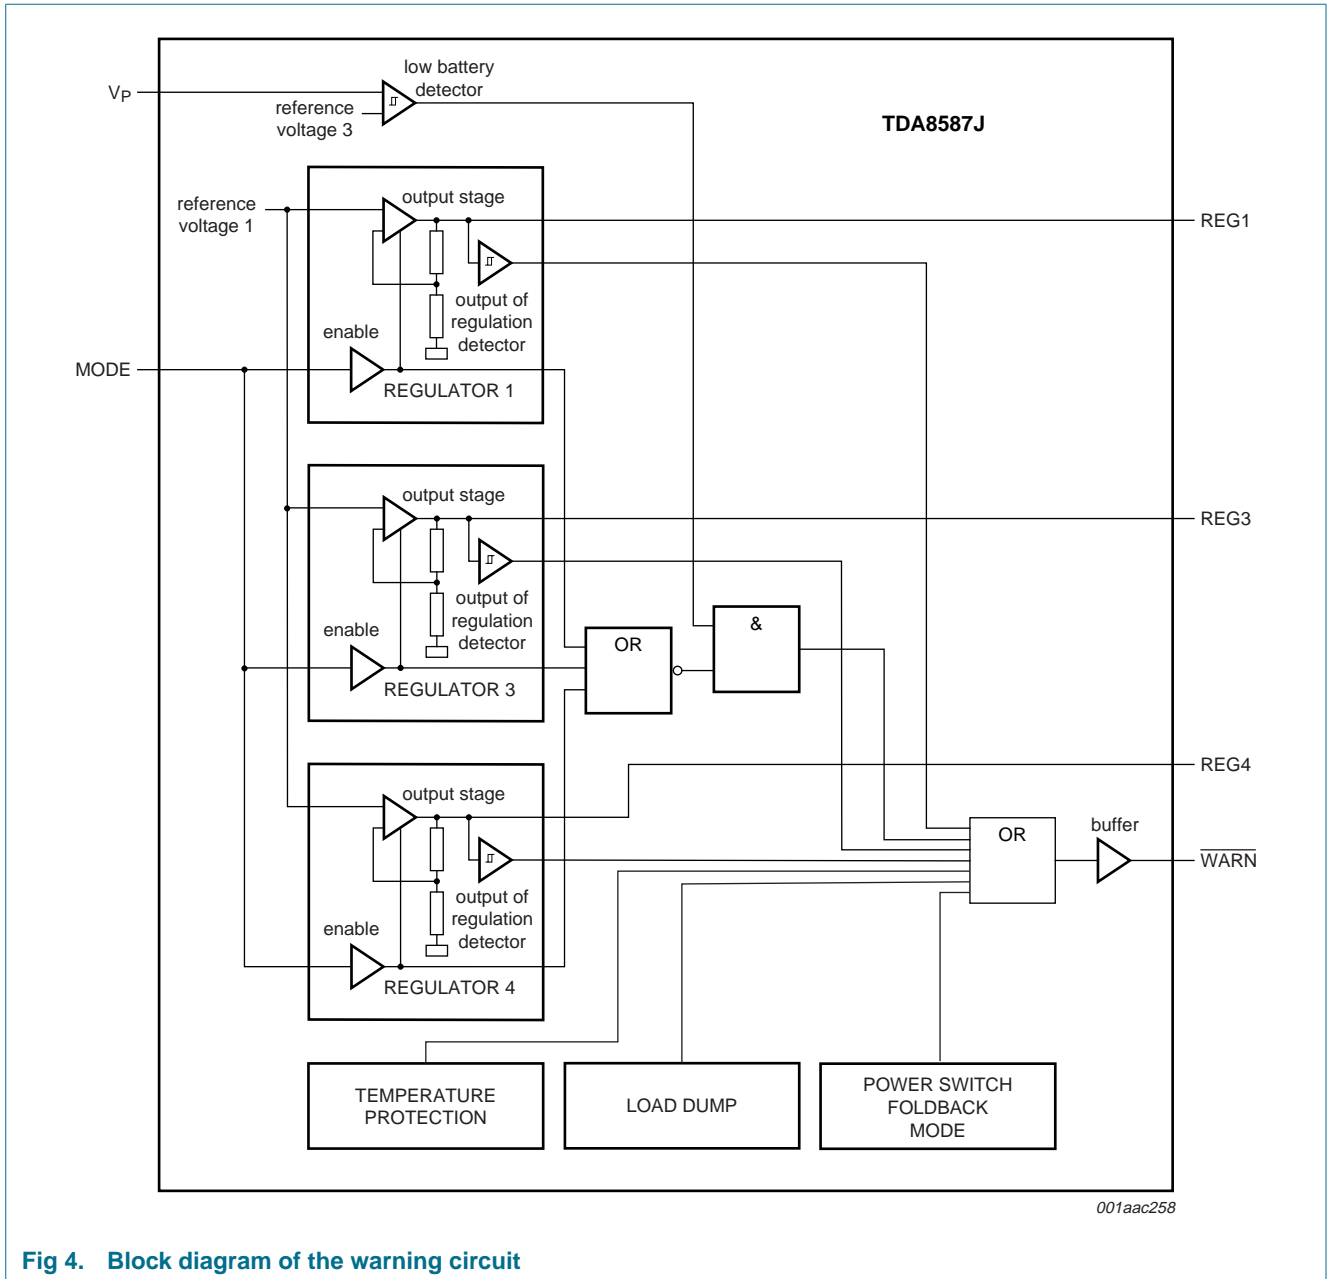 low battery
detector
VP
reference
voltage 3
TDA8587J
output stage
reference
voltage 1
REG1
output of
regulation
detector
enable
MODE
REGULATOR 1
output stage
REG3
output of
regulation
detector
enable
REGULATOR 3
OR
&
REG4
output stage
OR
buffer
WARN
output of
regulation
detector
enable
REGULATOR 4
TEMPERATURE
PROTECTION
LOAD DUMP
POWER SWITCH
FOLDBACK
MODE
001aac258
Fig 4. Block diagram of the warning circuit